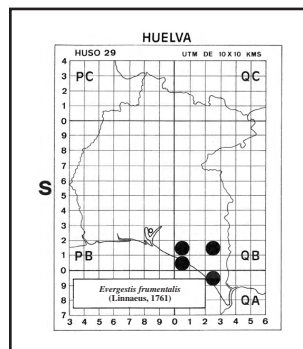 HUELVA
HUSO 29 UTM DE 10 X 10 KMS
4
PC QC
3
2
1
0
9
8
7
6
5
S
4
3
2
1
PB QB
0
9
Evergestis frumentalis
(Linnaeus, 1761)
8
QA
7
3 4 5 6 7 8 9 0 1 2 3 4 5 6